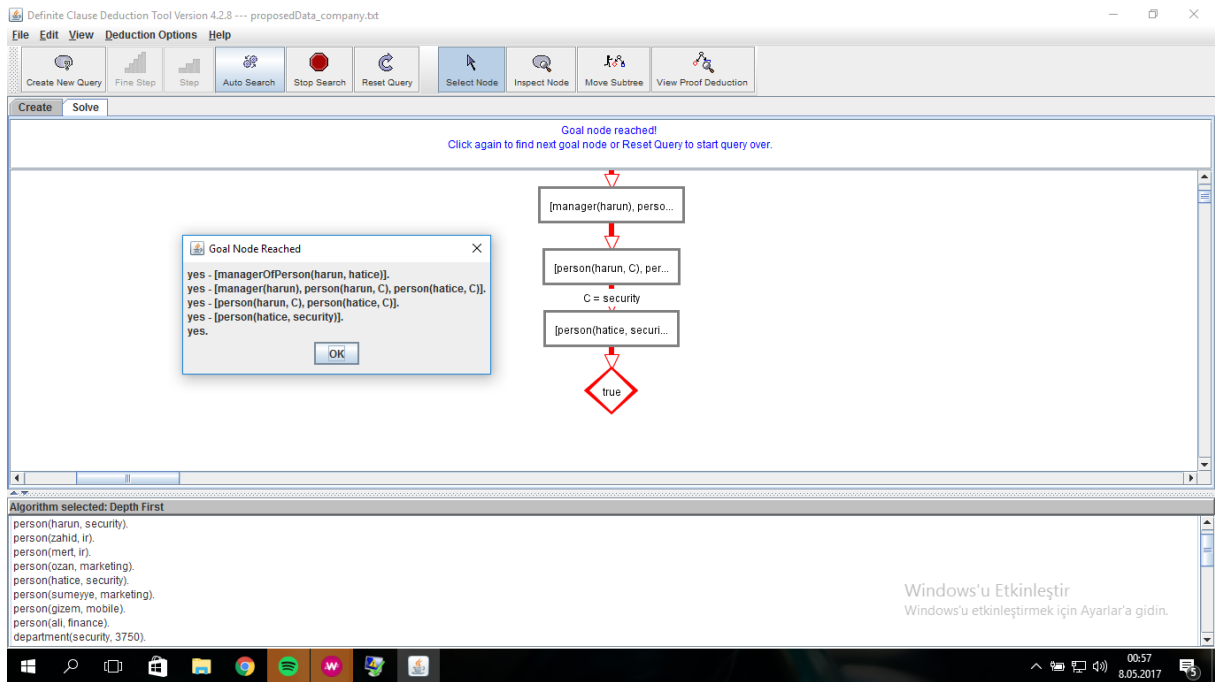 Definite Clause Deduction Tool Version 4.2.8 --- proposedData_company.txt
File Edit View Deduction Options Help
Create New Query Fine Step Step Auto Search Stop Search Reset Query Select Node Inspect Node Move Subtree View Proof Deduction
Create Solve
Goal node reached!
Click again to find next goal node or Reset Query to start query over.
[manager(harun), perso...
[person(harun, C), per...
C = security
[person(hatice, securi...
true
Goal Node Reached
yes - [managerOfPerson(harun, hatice)].
yes - [manager(harun), person(harun, C), person(hatice, C)].
yes - [person(harun, C), person(hatice, C)].
yes - [person(hatice, security)].
yes.
OK
Algorithm selected: Depth First
person(harun, security).
person(zahid, ir).
person(mert, ir).
person(ozan, marketing).
person(hatice, security).
person(sumeyye, marketing).
person(gizem, mobile).
person(ali, finance).
department(security, 3750).
Windows'u Etkinleştir
Windows'u etkinleştirmek için Ayarlar'a gidin.
00:57
8.05.2017
5